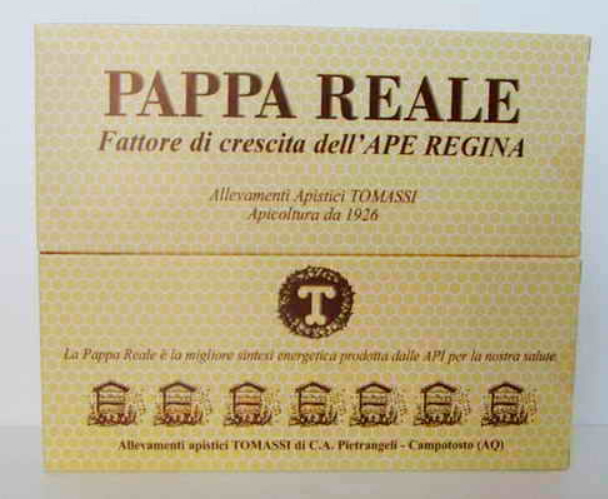 PAPPA REALE
Fattore di crescita dell'APE REGINA
Allevamenti Apistici TOMASSI
Apicoltura da 1926
T
La Pappa Reale è la migliore sintesi energetica prodotta dalle API per la nostra salute.
Allevamenti apistici TOMASSI di C.A. Pietrangeli - Campotosto (AQ)